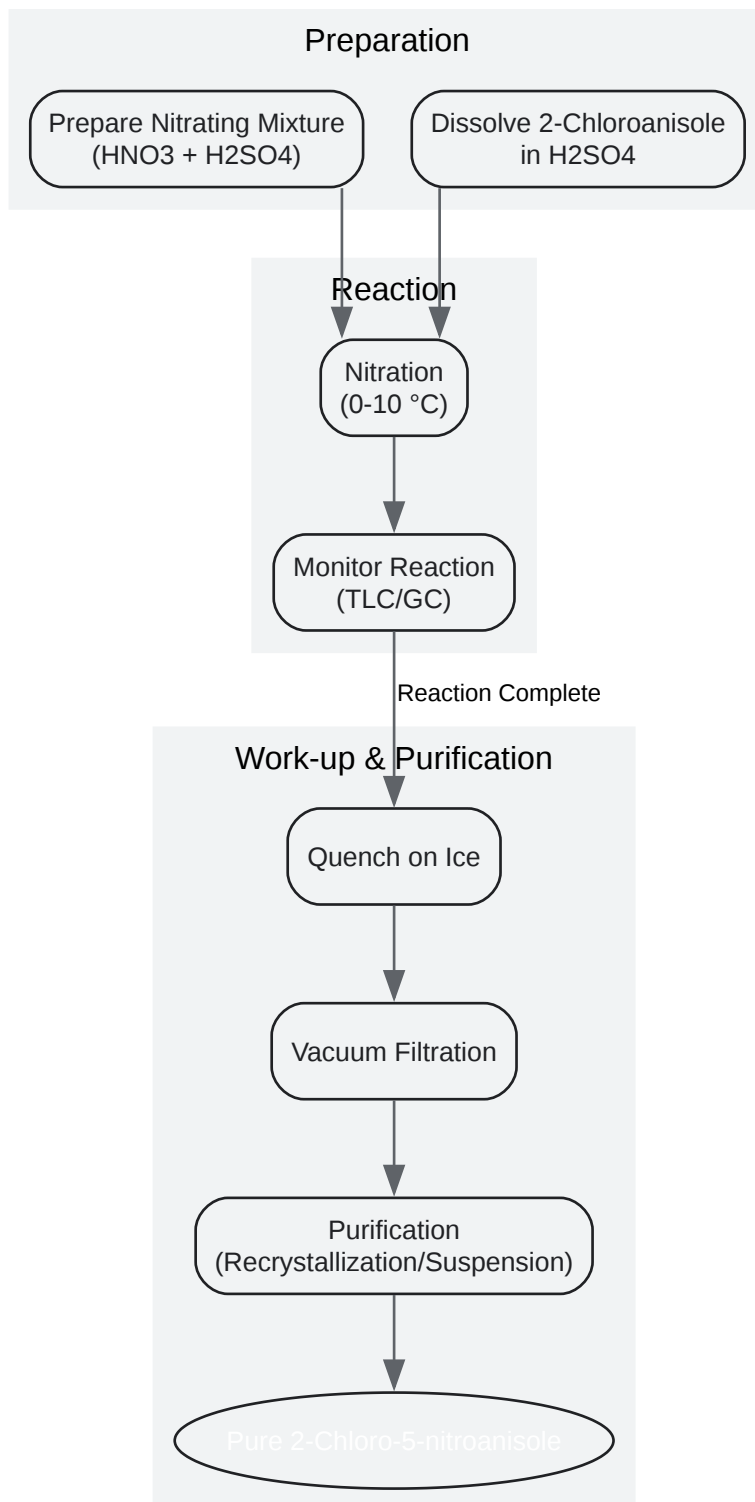 Preparation
Prepare Nitrating Mixture
(HNO3 + H2SO4)
Dissolve 2-Chloroanisole
in H2SO4
Reaction
Nitration
(0-10 °C)
Monitor Reaction
(TLC/GC)
Reaction Complete
Work-up & Purification
Quench on Ice
Vacuum Filtration
Purification
(Recrystallization/Suspension)
Pure 2-Chloro-5-nitroanisole